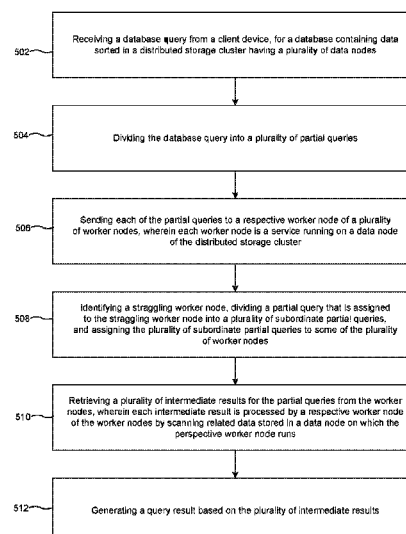 502
Receiving a database query from a client device, for a database containing data
sorted in a distributed storage cluster having a plurality of data nodes
504
Dividing the database query into a plurality of partial queries
506
Sending each of the partial queries to a respective worker node of a plurality
of worker nodes, wherein each worker node is a service running on a data node
of the distributed storage cluster
508
Identifying a straggling worker node, dividing a partial query that is assigned
to the straggling worker node into a plurality of subordinate partial queries,
and assigning the plurality of subordinate partial queries to some of the plurality
of worker nodes
510
Retrieving a plurality of intermediate results for the partial queries from the worker
nodes, wherein each intermediate result is processed by a respective worker node
of the worker nodes by scanning related data stored in a data node on which the
perspective worker node runs
512
Generating a query result based on the plurality of intermediate results